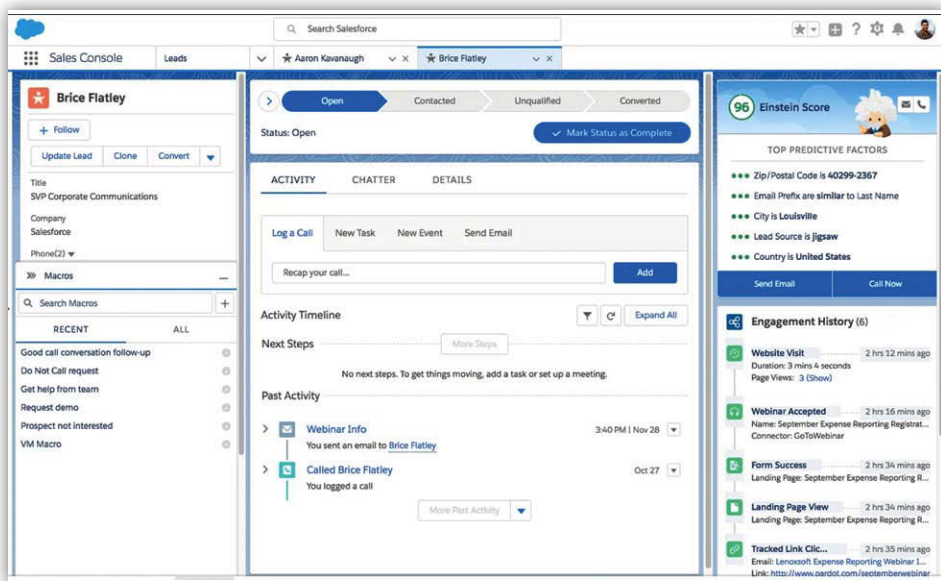 Search Salesforce
Sales Console
Leads
Aaron Kavanaugh
Brice Flatley
Brice Flatley
+ Follow
Update Lead Clone Convert
Title
SVP Corporate Communications
Company
Salesforce
Phone(2)
Macros
Search Macros
RECENT ALL
Good call conversation follow-up
Do Not Call request
Get help from team
Request demo
Prospect not interested
VM Macro
Open Contacted Unqualified Converted
Status: Open
Mark Status as Complete
ACTIVITY CHATTER DETAILS
Log a Call New Task New Event Send Email
Recap your call...
Add
Activity Timeline
Expand All
Next Steps
More Steps
No next steps. To get things moving, add a task or set up a meeting.
Past Activity
Webinar Info 3:40 PM | Nov 28
You sent an email to Brice Flatley
Called Brice Flatley Oct 27
You logged a call
More Past Activity
96 Einstein Score
TOP PREDICTIVE FACTORS
Zip/Postal Code is 40299-2367
Email Prefix are similar to Last Name
City is Louisville
Lead Source is jigsaw
Country is United States
Send Email Call Now
Engagement History (6)
Website Visit 2 hrs 12 mins ago
Duration: 3 mins 4 seconds
Page Views: 3 (Show)
Webinar Accepted 2 hrs 16 mins ago
Name: September Expense Reporting Registrat...
Connector: GoToWebinar
Form Success 2 hrs 34 mins ago
Landing Page: September Expense Reporting R...
Landing Page View 2 hrs 34 mins ago
Landing Page: September Expense Reporting R...
Tracked Link Clic... 2 hrs 35 mins ago
Email: Lenoxsoft Expense Reporting Webinar I...
Link: http://www.pardot.com/septemberwebinar